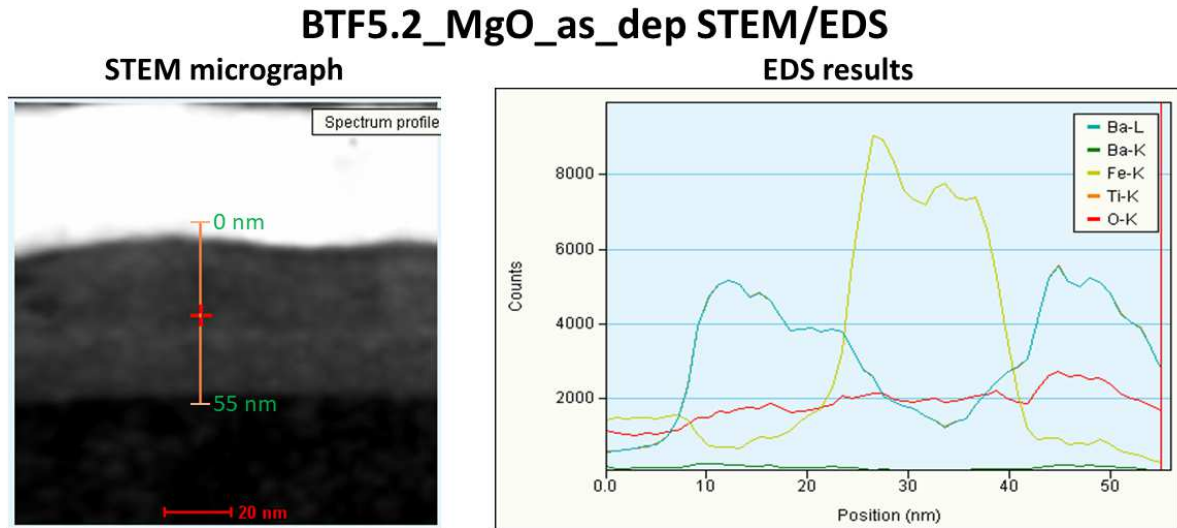 BTF5.2_MgO_as_dep STEM/EDS
STEM micrograph
EDS results
Spectrum profile
0 nm
55 nm
20 nm
Counts
8000
6000
4000
2000
0.0
10
20
30
40
50
Position (nm)
Ba-L
Ba-K
Fe-K
Ti-K
O-K